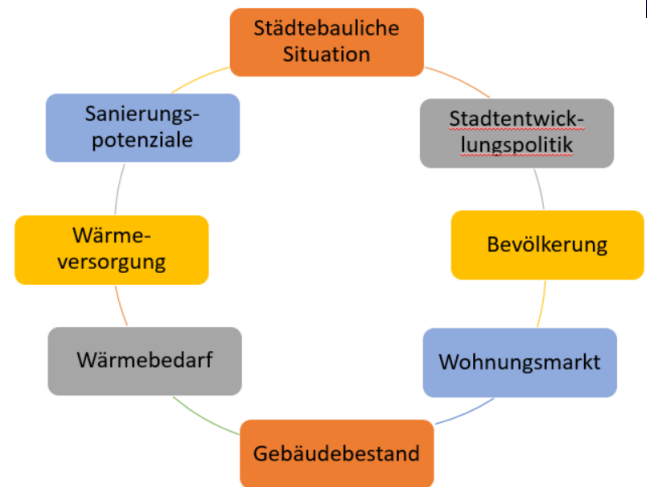 Städtebauliche
Situation
Stadtentwick-
lungspolitik
Bevölkerung
Wohnungsmarkt
Gebäudebestand
Wärmebedarf
Wärme-
versorgung
Sanierungs-
potenziale